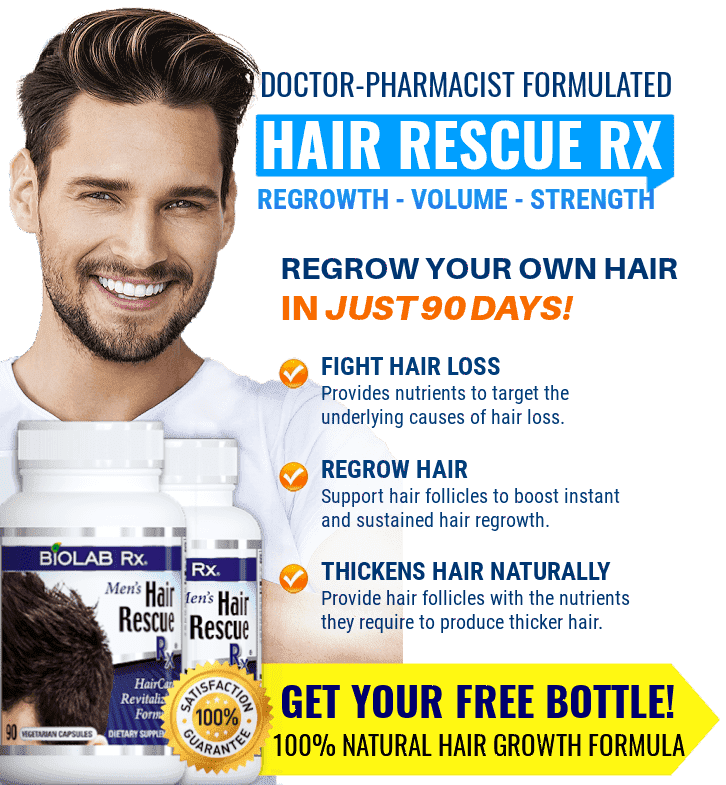 DOCTOR-PHARMACIST FORMULATED
HAIR RESCUE RX
REGROWTH - VOLUME - STRENGTH
REGROW YOUR OWN HAIR
IN JUST 90 DAYS!
FIGHT HAIR LOSS
Provides nutrients to target the
underlying causes of hair loss.
REGROW HAIR
Support hair follicles to boost instant
and sustained hair regrowth.
THICKENS HAIR NATURALLY
Provide hair follicles with the nutrients
they require to produce thicker hair.
BIOLAB Rx®
Men's Hair
Rescue
Rx®
HairCa
Revitaliz
Form
90 VEGETARIAN CAPSULES
DIETARY SUPPLE
Rx®
Men's Hair
Rescue
Rx®
SATISFACTION
100%
GUARANTEE
GET YOUR FREE BOTTLE!
100% NATURAL HAIR GROWTH FORMULA